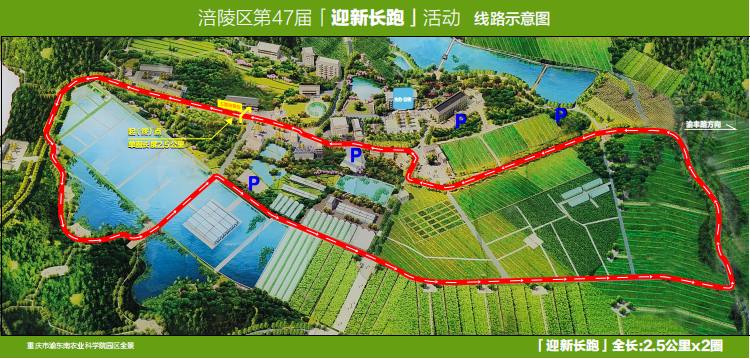 涪陵区第47届「迎新长跑」活动 线路示意图
起（终）点
单圈长度2.5公里
P
P
P
P
渝丰路方向
重庆市渝东南农业科学院园区全景
「迎新长跑」全长:2.5公里x2圈